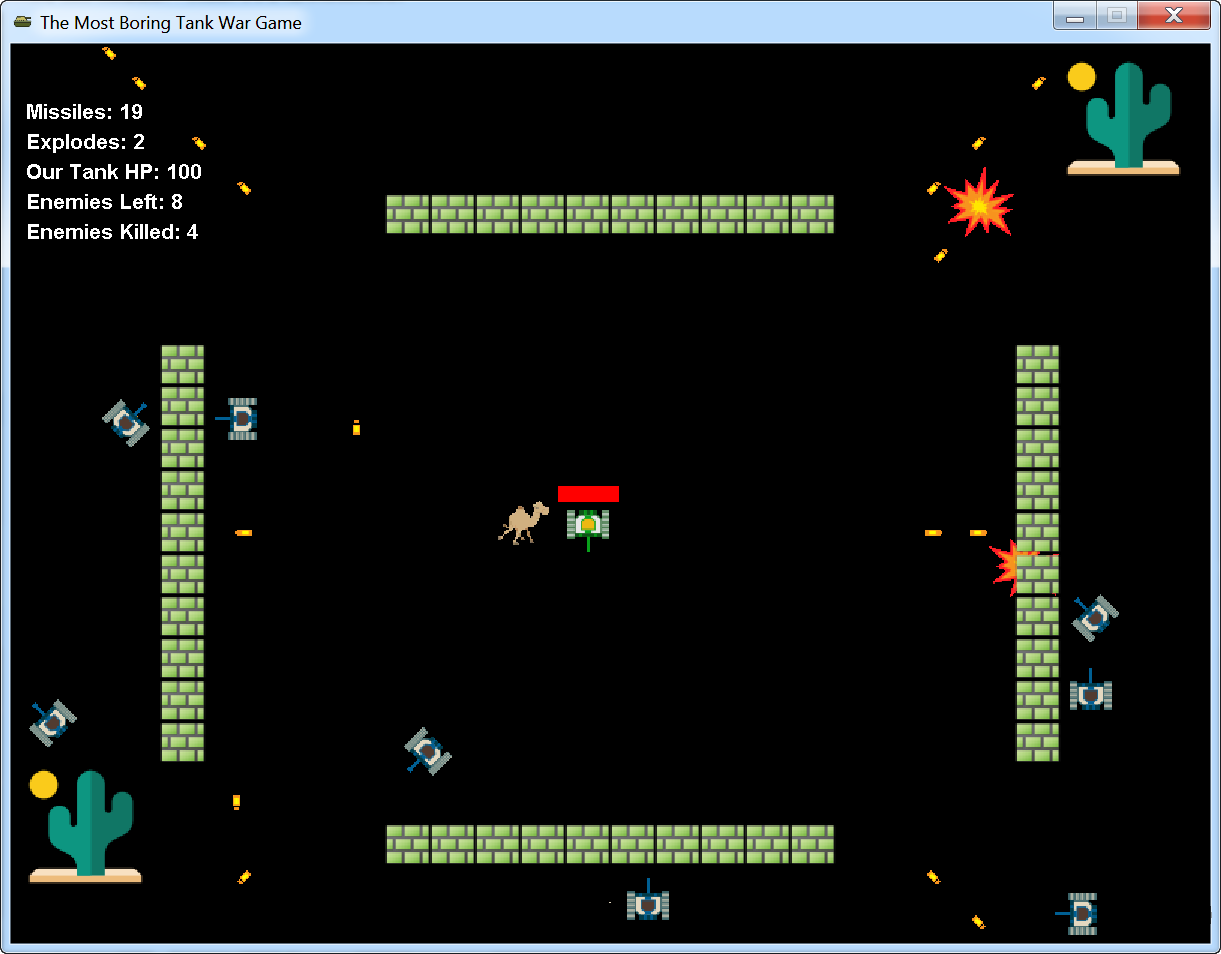 The Most Boring Tank War Game
Missiles: 19
Explodes: 2
Our Tank HP: 100
Enemies Left: 8
Enemies Killed: 4